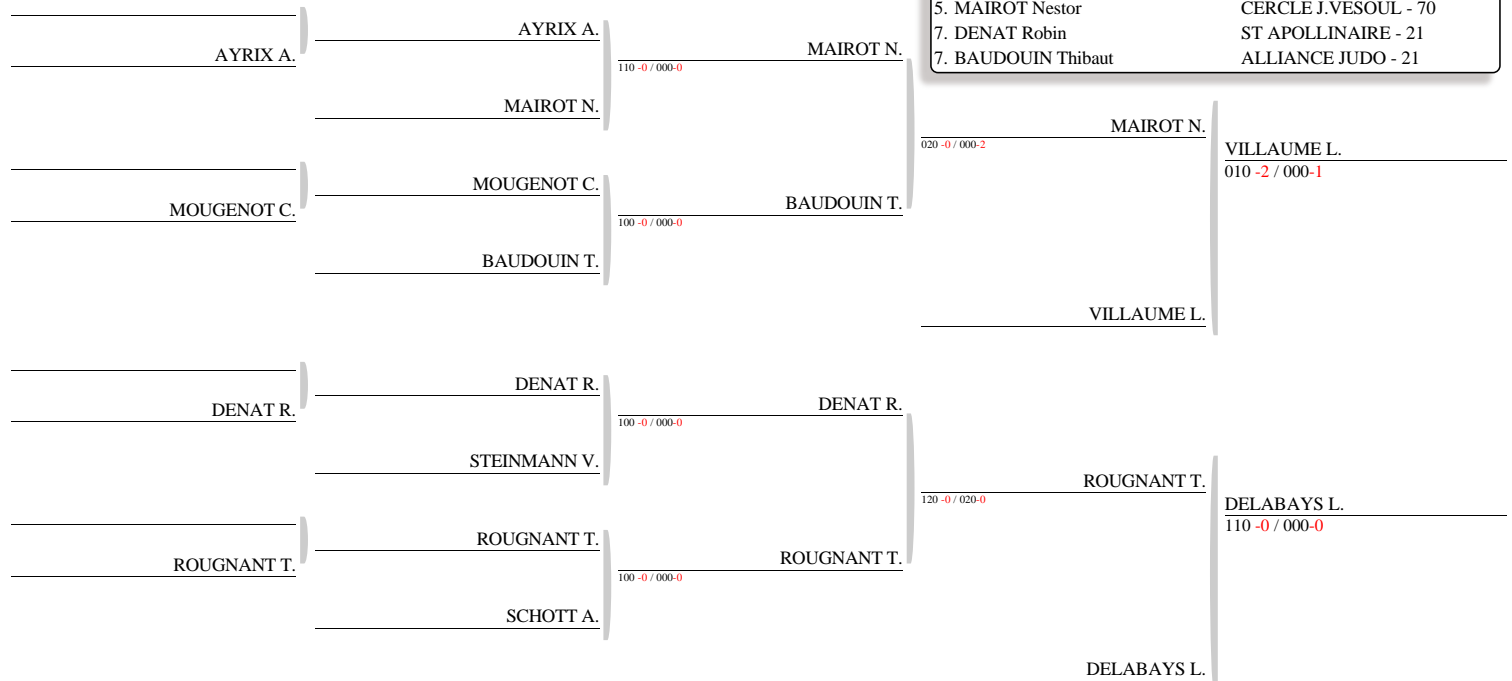 5. MAIROT Nestor CERCLE J.VESOUL - 70
7. DENAT Robin ST APOLLINAIRE - 21
7. BAUDOUIN Thibaut ALLIANCE JUDO - 21
AYRIX A.
MOUGENOT C.
DENAT R.
ROUGNANT T.
AYRIX A.
MAIROT N.
MOUGENOT C.
BAUDOUIN T.
DENAT R.
STEINMANN V.
ROUGNANT T.
SCHOTT A.
MAIROT N.
110 -0 / 000-0
BAUDOUIN T.
100 -0 / 000-0
DENAT R.
100 -0 / 000-0
ROUGNANT T.
100 -0 / 000-0
MAIROT N.
020 -0 / 000-2
VILLAUME L.
ROUGNANT T.
120 -0 / 020-0
DELABAYS L.
VILLAUME L.
010 -2 / 000-1
DELABAYS L.
110 -0 / 000-0